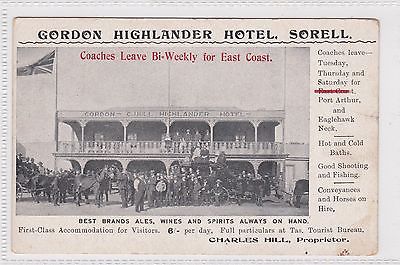 GORDON HIGHLANDER HOTEL, SORELL.
Coaches Leave Bi-Weekly for East Coast.
GORDON C. HILL HIGHLANDER HOTEL
Coaches leave—
Tuesday,
Thursday and
Saturday for
Port Arthur,
and
Eaglehawk
Neck.
Hot and Cold
Baths.
Good Shooting
and Fishing.
Conveyances
and Horses
on Hire,
BEST BRANDS ALES, WINES AND SPIRITS ALWAYS ON HAND.
First-Class Accommodation for Visitors. 6/- per day, Full particulars at Tas. Tourist Bureau.
CHARLES HILL, Proprietor.